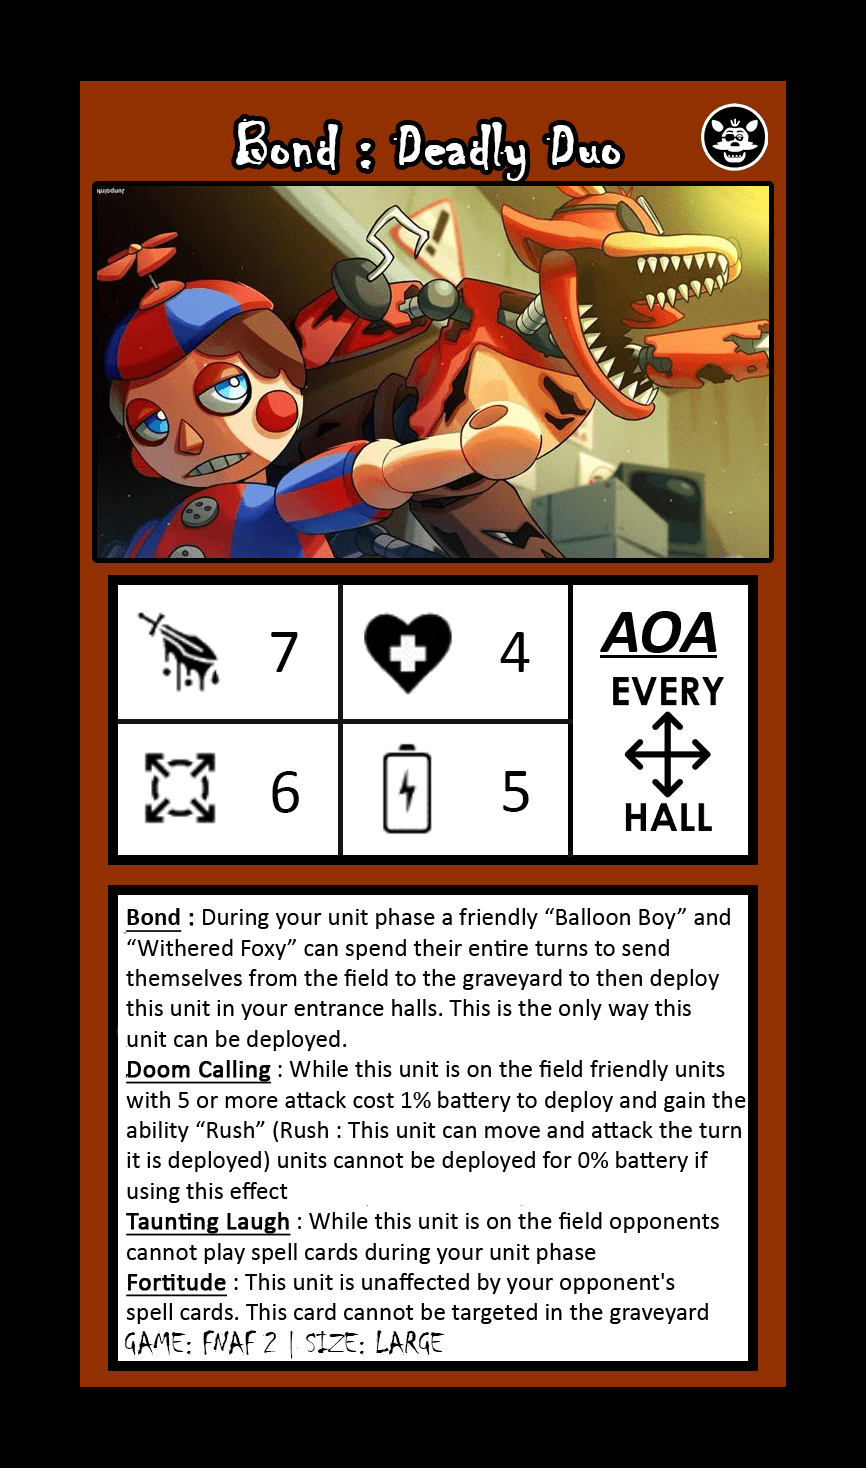 Bond : Deadly Duo
Junpaink
7
4
AOA
EVERY
HALL
6
5
Bond : During your unit phase a friendly “Balloon Boy” and
“Withered Foxy” can spend their entire turns to send
themselves from the field to the graveyard to then deploy
this unit in your entrance halls. This is the only way this
unit can be deployed.
Doom Calling : While this unit is on the field friendly units
with 5 or more attack cost 1% battery to deploy and gain the
ability “Rush” (Rush : This unit can move and attack the turn
it is deployed) units cannot be deployed for 0% battery if
using this effect
Taunting Laugh : While this unit is on the field opponents
cannot play spell cards during your unit phase
Fortitude : This unit is unaffected by your opponent's
spell cards. This card cannot be targeted in the graveyard
GAME: FNAF 2 | SIZE: LARGE